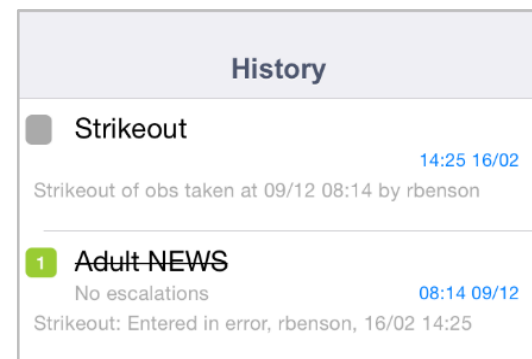 History
Strikeout
14:25 16/02
Strikeout of obs taken at 09/12 08:14 by rbenson
1 Adult NEWS
No escalations 08:14 09/12
Strikeout: Entered in error, rbenson, 16/02 14:25